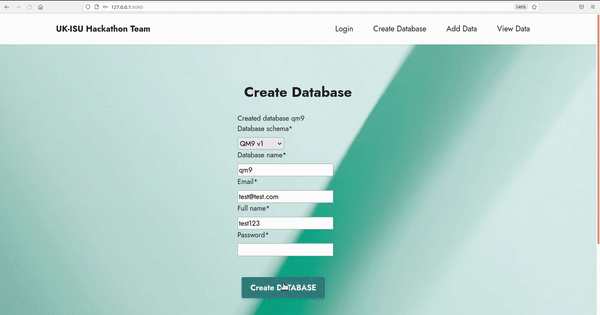 127.0.0.1:8080
140%
UK-ISU Hackathon Team
Login
Create Database
Add Data
View Data
Create Database
Created database qm9
Database schema*
QM9 v1
Database name*
qm9
Email*
test@test.com
Full name*
test123
Password*
Create DATABASE